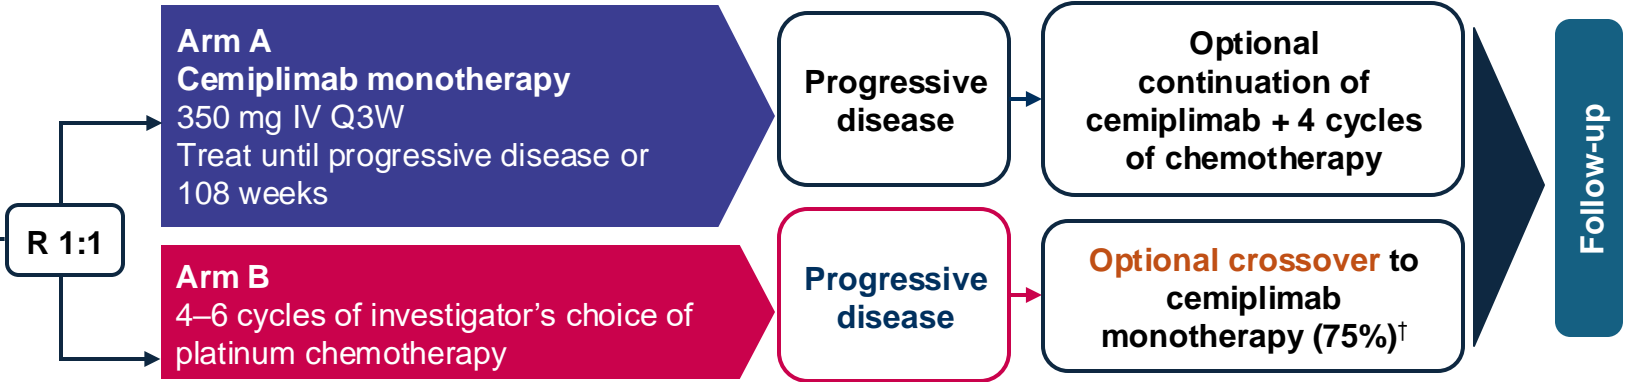 R 1:1
Arm A
Cemiplimab monotherapy
350 mg IV Q3W
Treat until progressive disease or
108 weeks
Progressive
disease
Optional
continuation of
cemiplimab + 4 cycles
of chemotherapy
Arm B
4–6 cycles of investigator’s choice of
platinum chemotherapy
Progressive
disease
Optional crossover to
cemiplimab
monotherapy (75%)†
Follow-up